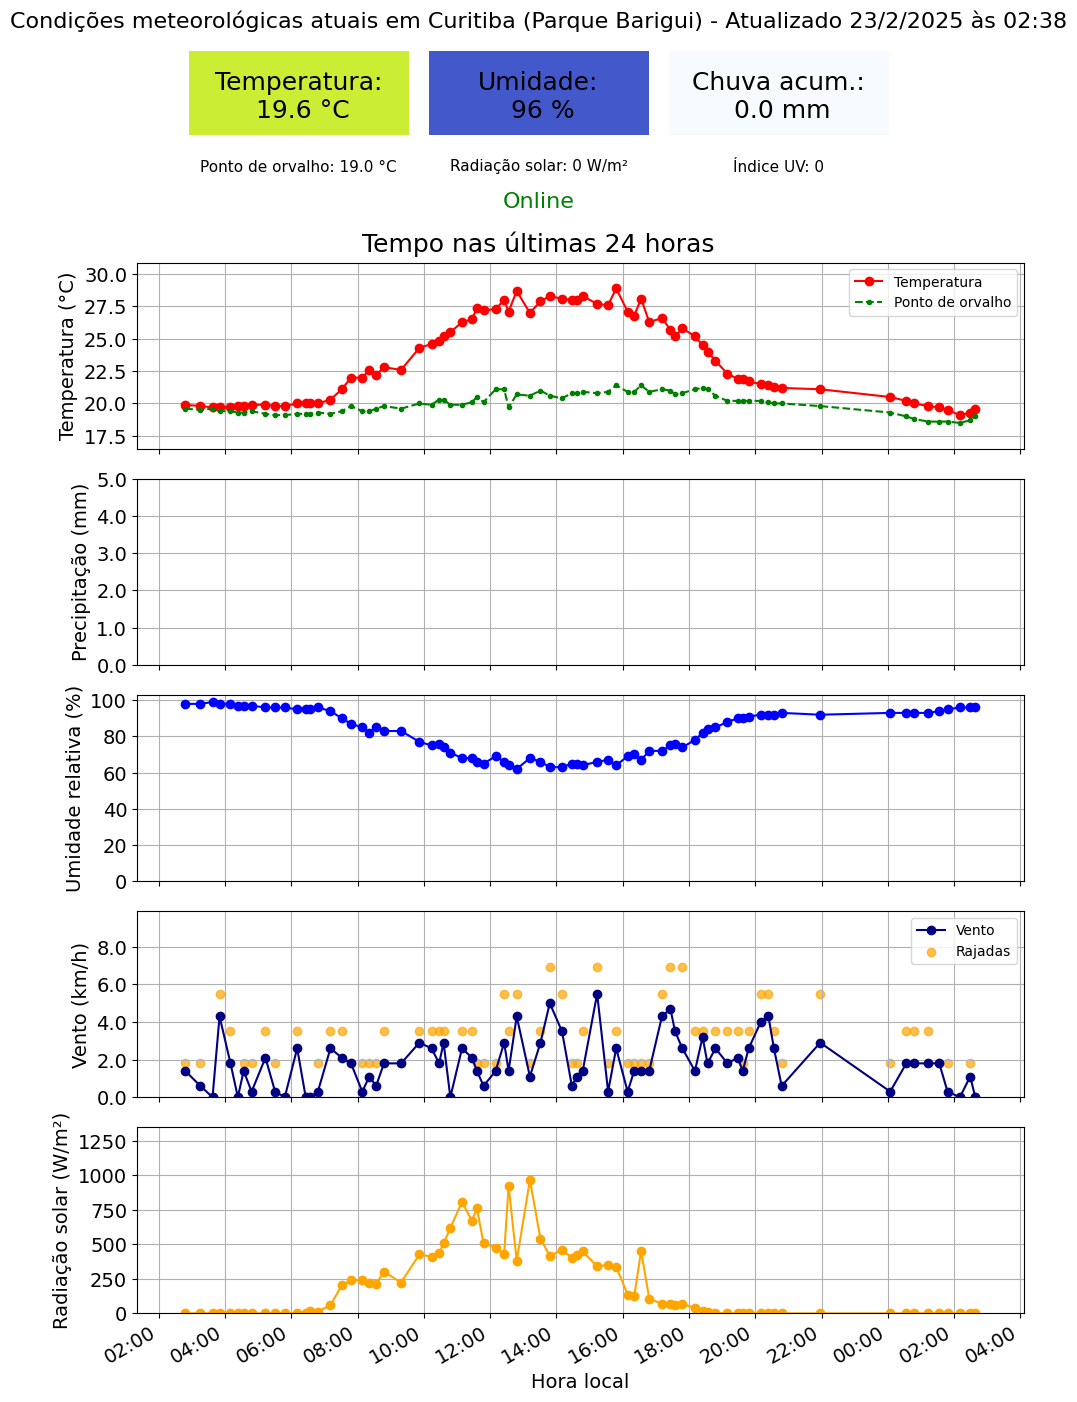 Condições meteorológicas atuais em Curitiba (Parque Barigui) - Atualizado 23/2/2025 às 02:38
Temperatura:
19.6 °C
Umidade:
96 %
Chuva acum.:
0.0 mm
Ponto de orvalho: 19.0 °C
Radiação solar: 0 W/m²
Índice UV: 0
Online
Tempo nas últimas 24 horas
Temperatura (°C)
30.0
27.5
25.0
22.5
20.0
17.5
Temperatura
Ponto de orvalho
Precipitação (mm)
5.0
4.0
3.0
2.0
1.0
0.0
Umidade relativa (%)
100
80
60
40
20
0
Vento (km/h)
8.0
6.0
4.0
2.0
0.0
Vento
Rajadas
Radiação solar (W/m²)
1250
1000
750
500
250
0
02:00
04:00
06:00
08:00
10:00
12:00
14:00
16:00
18:00
20:00
22:00
00:00
02:00
04:00
Hora local